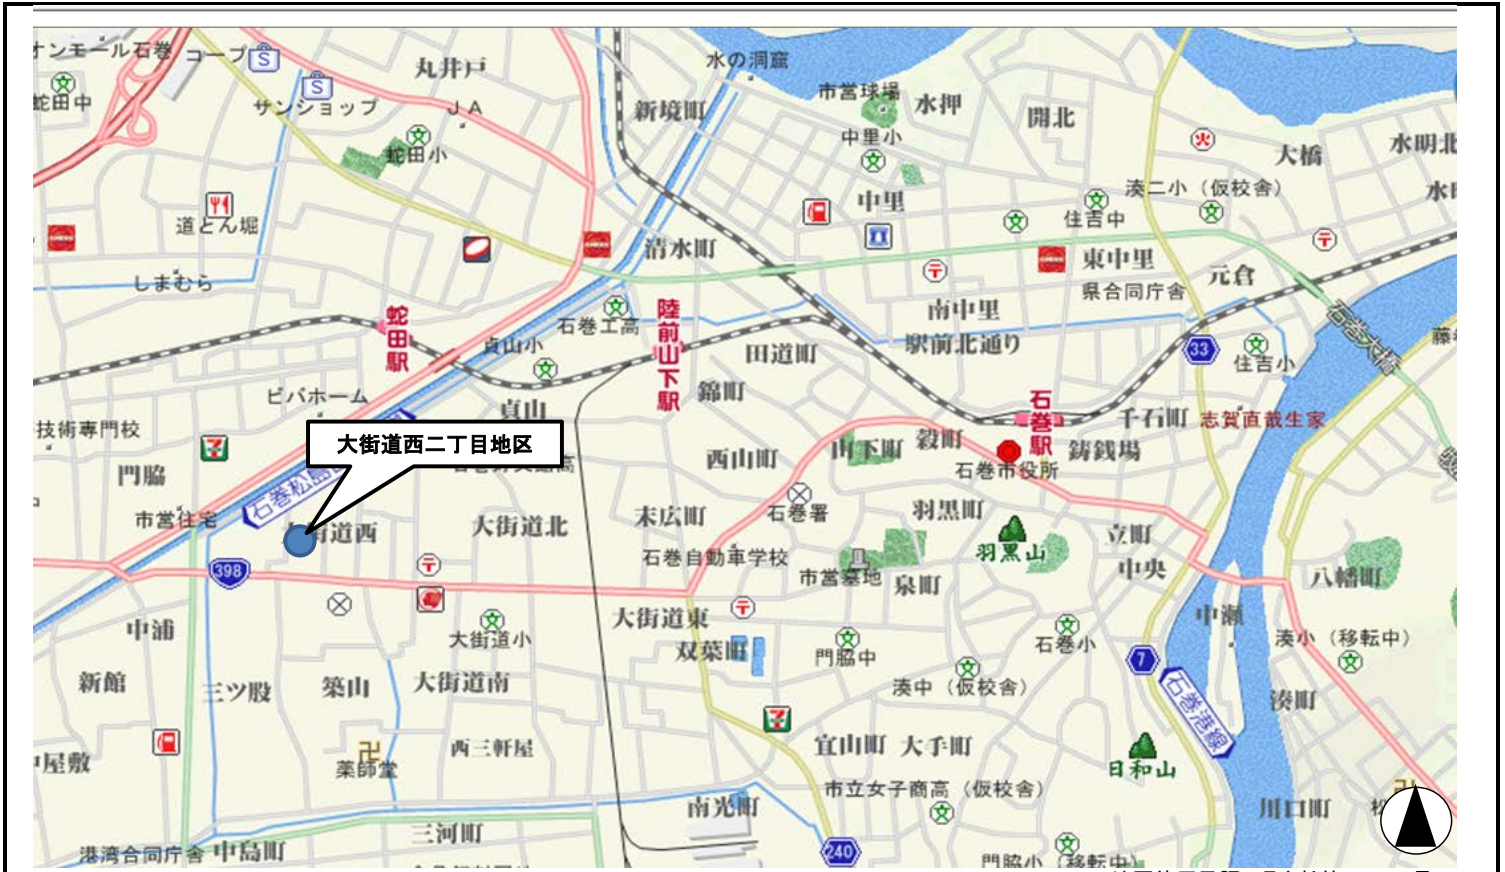 オンモール石巻
コープ
S
水の洞窟
丸井戸
S
蛇田中
サンショップ
JA
新境町
市営球場
水押
開北
中里小
火
大橋
水明北
蛇田小
湊二小（仮校舎）
水
道とん堀
中里
住吉中
清水町
東中里
元倉
しまむら
県合同庁舎
蛇田駅
陸前山下駅
石巻工高
南中里
石巻大橋
貞山小
田道町
駅前北通り
33
住吉小
藤
ビバホーム
錦町
貞山
石巻駅
千石町
志賀直哉生家
技術専門校
大街道西二丁目地区
山下町
穀町
鋳銭場
門脇
西山町
石巻市役所
石巻松島
市営住宅
街道西
大街道北
末広町
石巻署
羽黒町
立町
羽黒山
石巻自動車学校
398
市営墓地
泉町
中央
八幡町
中浦
大街道小
大街道東
中瀬
石巻小
湊小（移転中）
双葉町
門脇中
7
新館
三ツ股
築山
大街道南
湊中（仮校舎）
石巻港線
湊町
屋敷
西三軒屋
宜山町
大手町
薬師堂
日和山
市立女子商高（仮校舎）
南光町
川口町
松
三河町
港湾合同庁舎
中島町
240
門脇小（移転中）